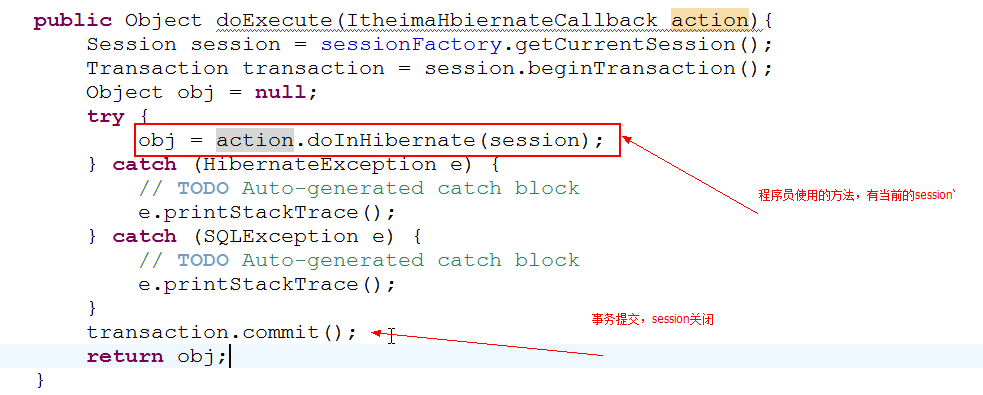 public Object doExecute(ItheimaHbiernateCallback action){
Session session = sessionFactory.getCurrentSession();
Transaction transaction = session.beginTransaction();
Object obj = null;
try {
obj = action.doInHibernate(session);
} catch (HibernateException e) {
// TODO Auto-generated catch block
程序员使用的方法，有当前的session`
e.printStackTrace();
} catch (SQLException e) {
// TODO Auto-generated catch block
e.printStackTrace();
}
事务提交，session关闭
transaction.commit();
return obj;
}